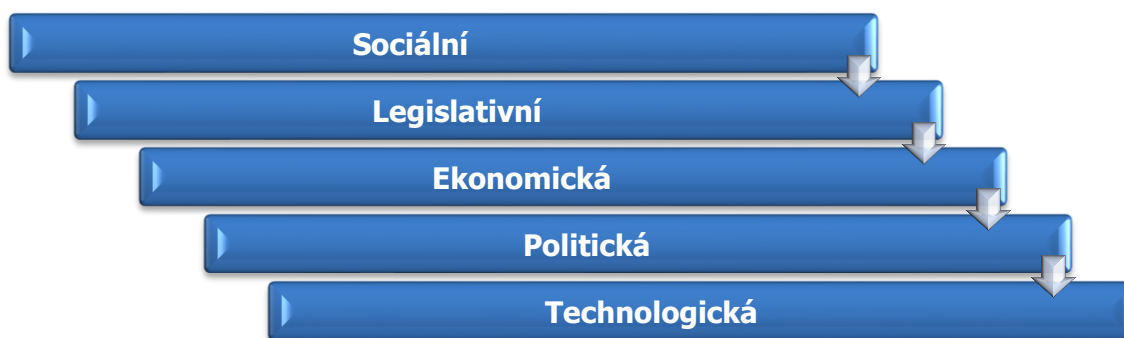 Sociální
Legislativní
Ekonomická
Politická
Technologická